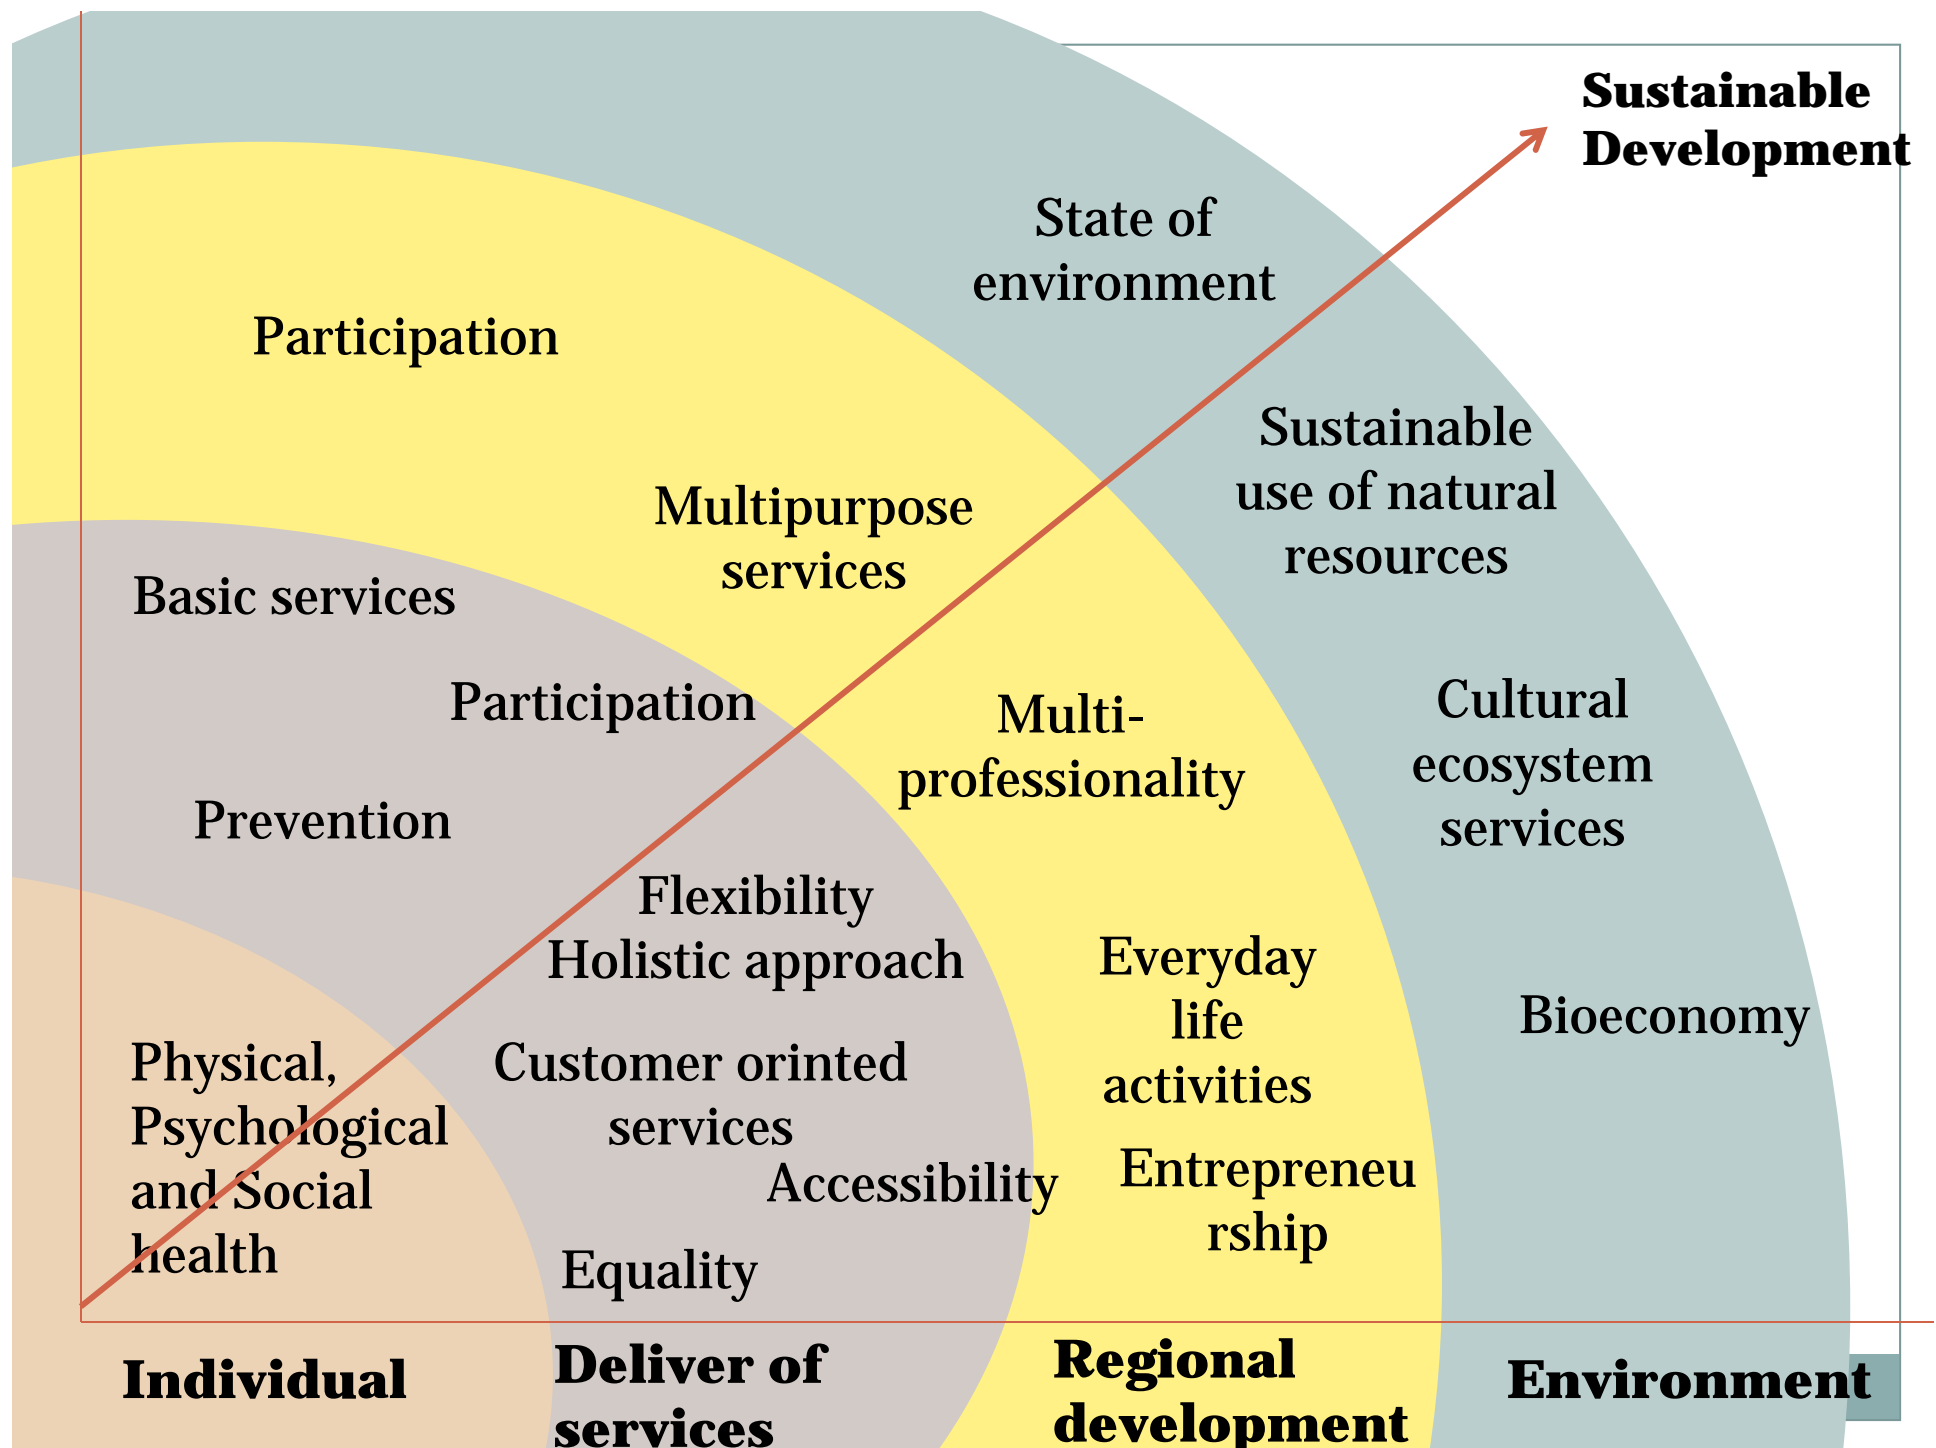 Sustainable
Development
State of
environment
Participation
Sustainable
use of natural
resources
Multipurpose
services
Basic services
Participation
Multi-
professionality
Cultural
ecosystem
services
Prevention
Flexibility
Holistic approach
Everyday
life
activities
Bioeconomy
Physical,
Psychological
and Social
health
Customer orinted
services
Accessibility
Entrepreneu
rship
Equality
Individual
Deliver of
services
Regional
development
Environment